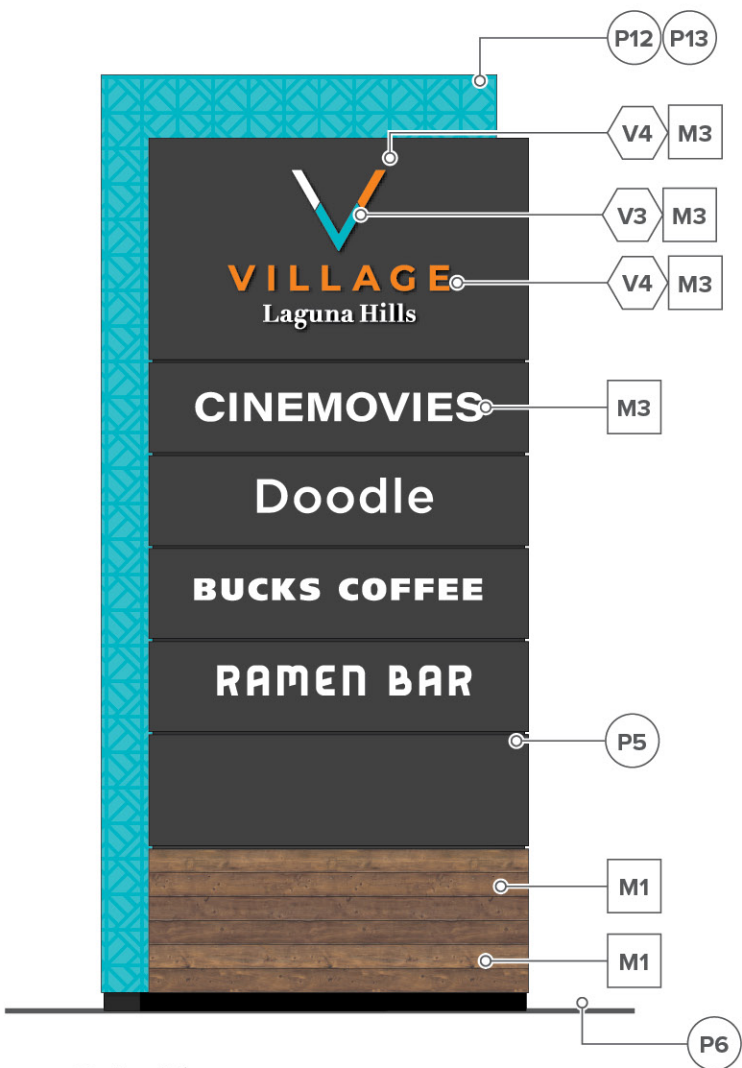 P12 P13
V4 M3
V3 M3
VILLAGE
V4 M3
Laguna Hills
CINEMOVIES
M3
Doodle
BUCKS COFFEE
RAMEN BAR
P5
M1
M1
P6